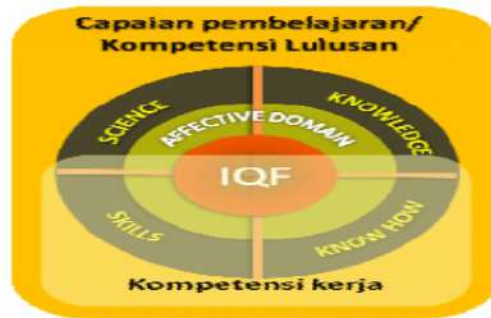 Capaian pembelajaran/
Kompetensi Lulusan
SCIENCE
KNOWLEDGE
AFFECTIVE DOMAIN
IQF
SKILLS
KNOW HOW
Kompetensi kerja